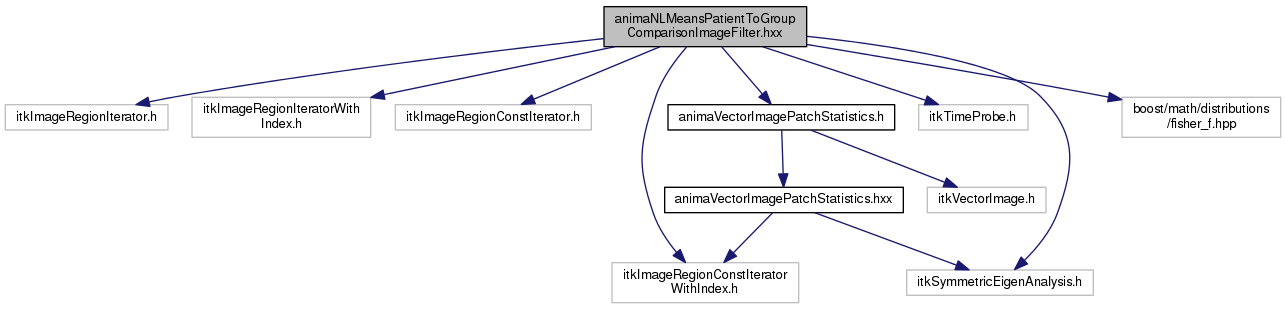 animaNLMeansPatientToGroup
ComparisonImageFilter.hxx
itkImageRegionIterator.h
itkImageRegionIteratorWith
Index.h
itkImageRegionConstIterator.h
animaVectorImagePatchStatistics.h
itkTimeProbe.h
boost/math/distributions
/fisher_f.hpp
animaVectorImagePatchStatistics.hxx
itkVectorImage.h
itkImageRegionConstIterator
WithIndex.h
itkSymmetricEigenAnalysis.h